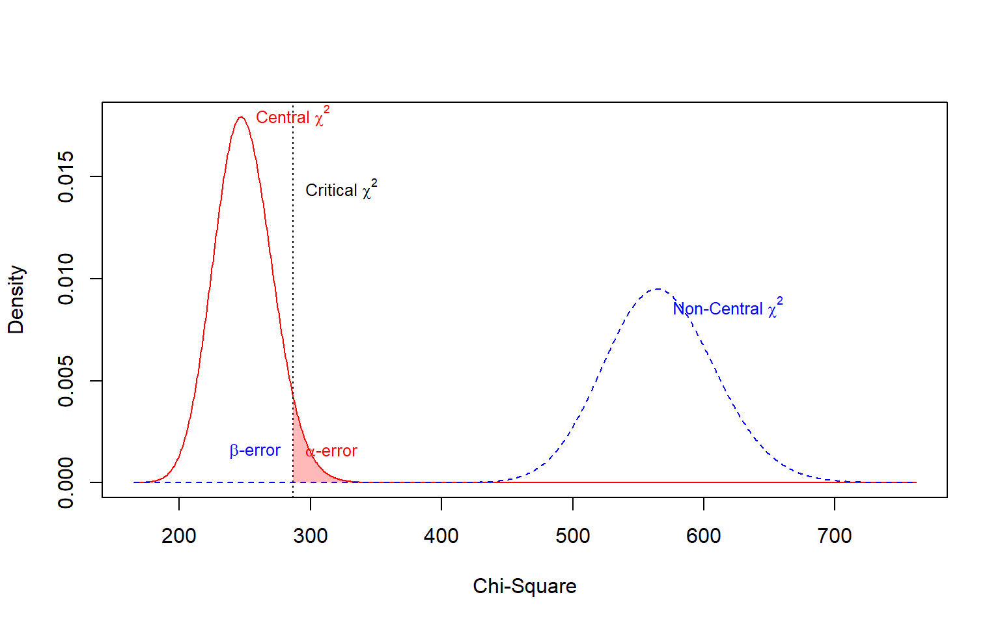 Central χ²
Critical χ²
Non-Central χ²
β-error
α-error
Density
0.000
0.005
0.010
0.015
200
300
400
500
600
700
Chi-Square